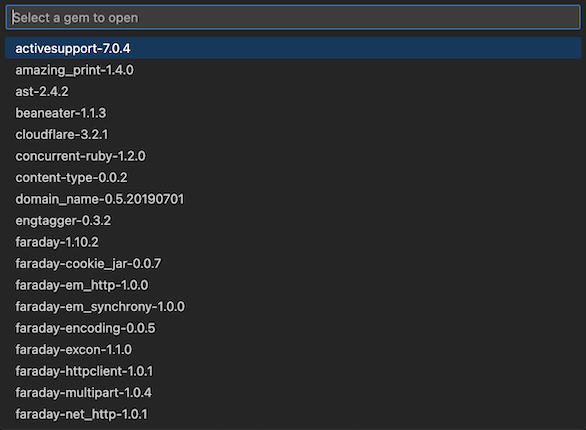 Select a gem to open
activesupport-7.0.4
amazing_print-1.4.0
ast-2.4.2
beaneater-1.1.3
cloudflare-3.2.1
concurrent-ruby-1.2.0
content-type-0.0.2
domain_name-0.5.20190701
engtagger-0.3.2
faraday-1.10.2
faraday-cookie_jar-0.0.7
faraday-em_http-1.0.0
faraday-em_synchrony-1.0.0
faraday-encoding-0.0.5
faraday-excon-1.1.0
faraday-httpclient-1.0.1
faraday-multipart-1.0.4
faraday-net_http-1.0.1